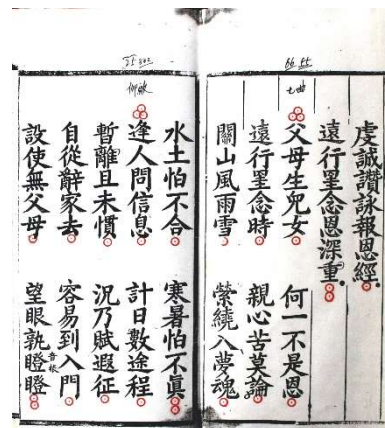 虔誠讚詠報恩經
遠行星念恩深重
父母生兒女 何一不是恩
遠行星念時 親心苦莫論
關山風雨雪 縈繞入夢魂
水土怕不合 寒暑怕不真
逢人問信息 計日數途程
暫離且未慣 況乃賦遐征
自從辭家去 容易到入門
設使無父母 望眼孰瞪瞪